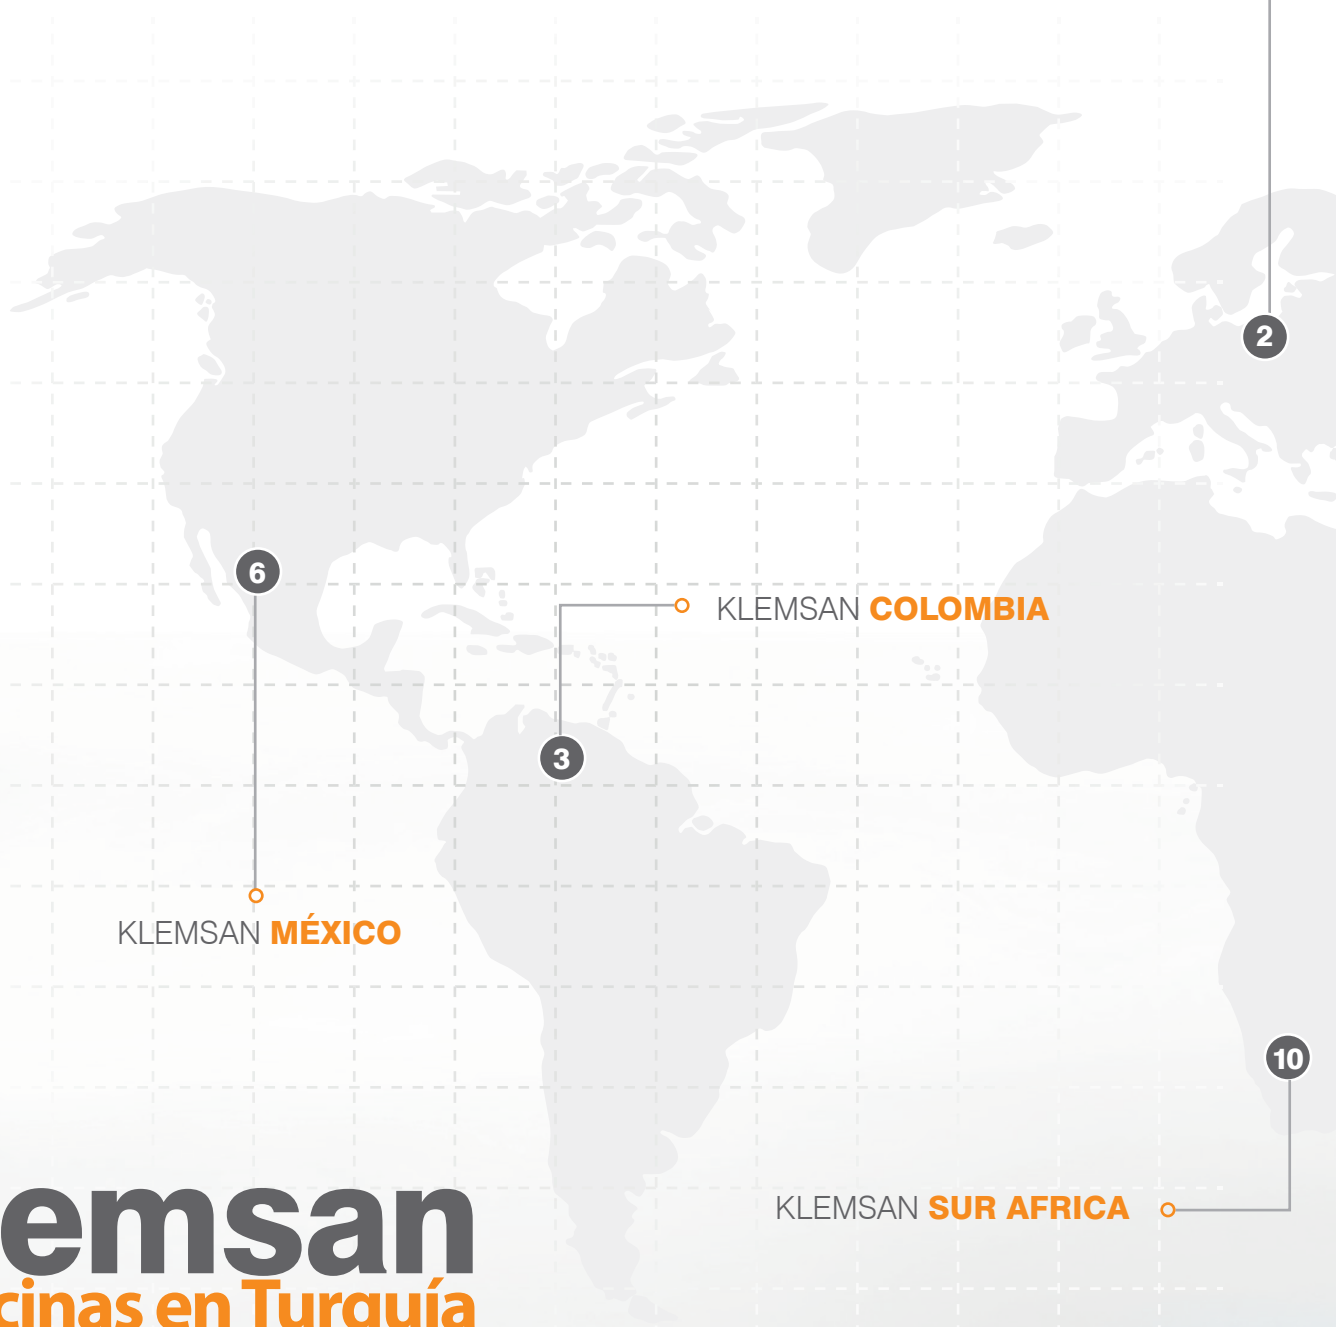 2
6
KLEMSAN COLOMBIA
3
KLEMSAN MÉXICO
10
KLEMSAN SUR AFRICA
emsan
cinas en Turquía